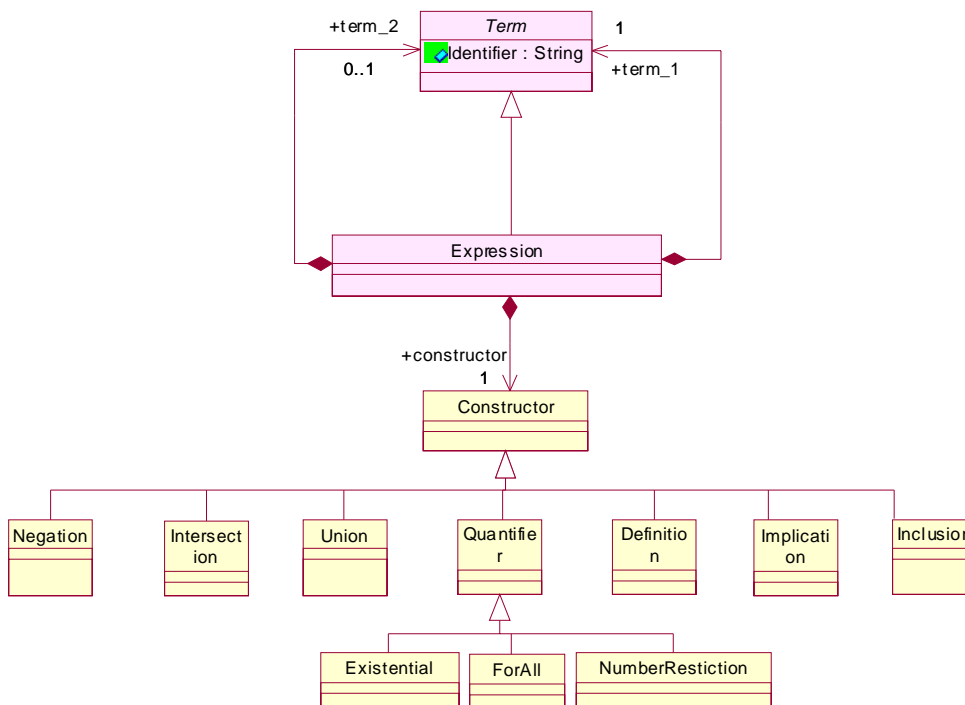 +term_2
Term
1
Identifier : String
0..1
+term_1
Expression
+constructor
1
Constructor
Negation
Intersect
ion
Union
Quantifie
r
Definitio
n
Implicati
on
Inclusion
Existential
ForAll
NumberRestiction